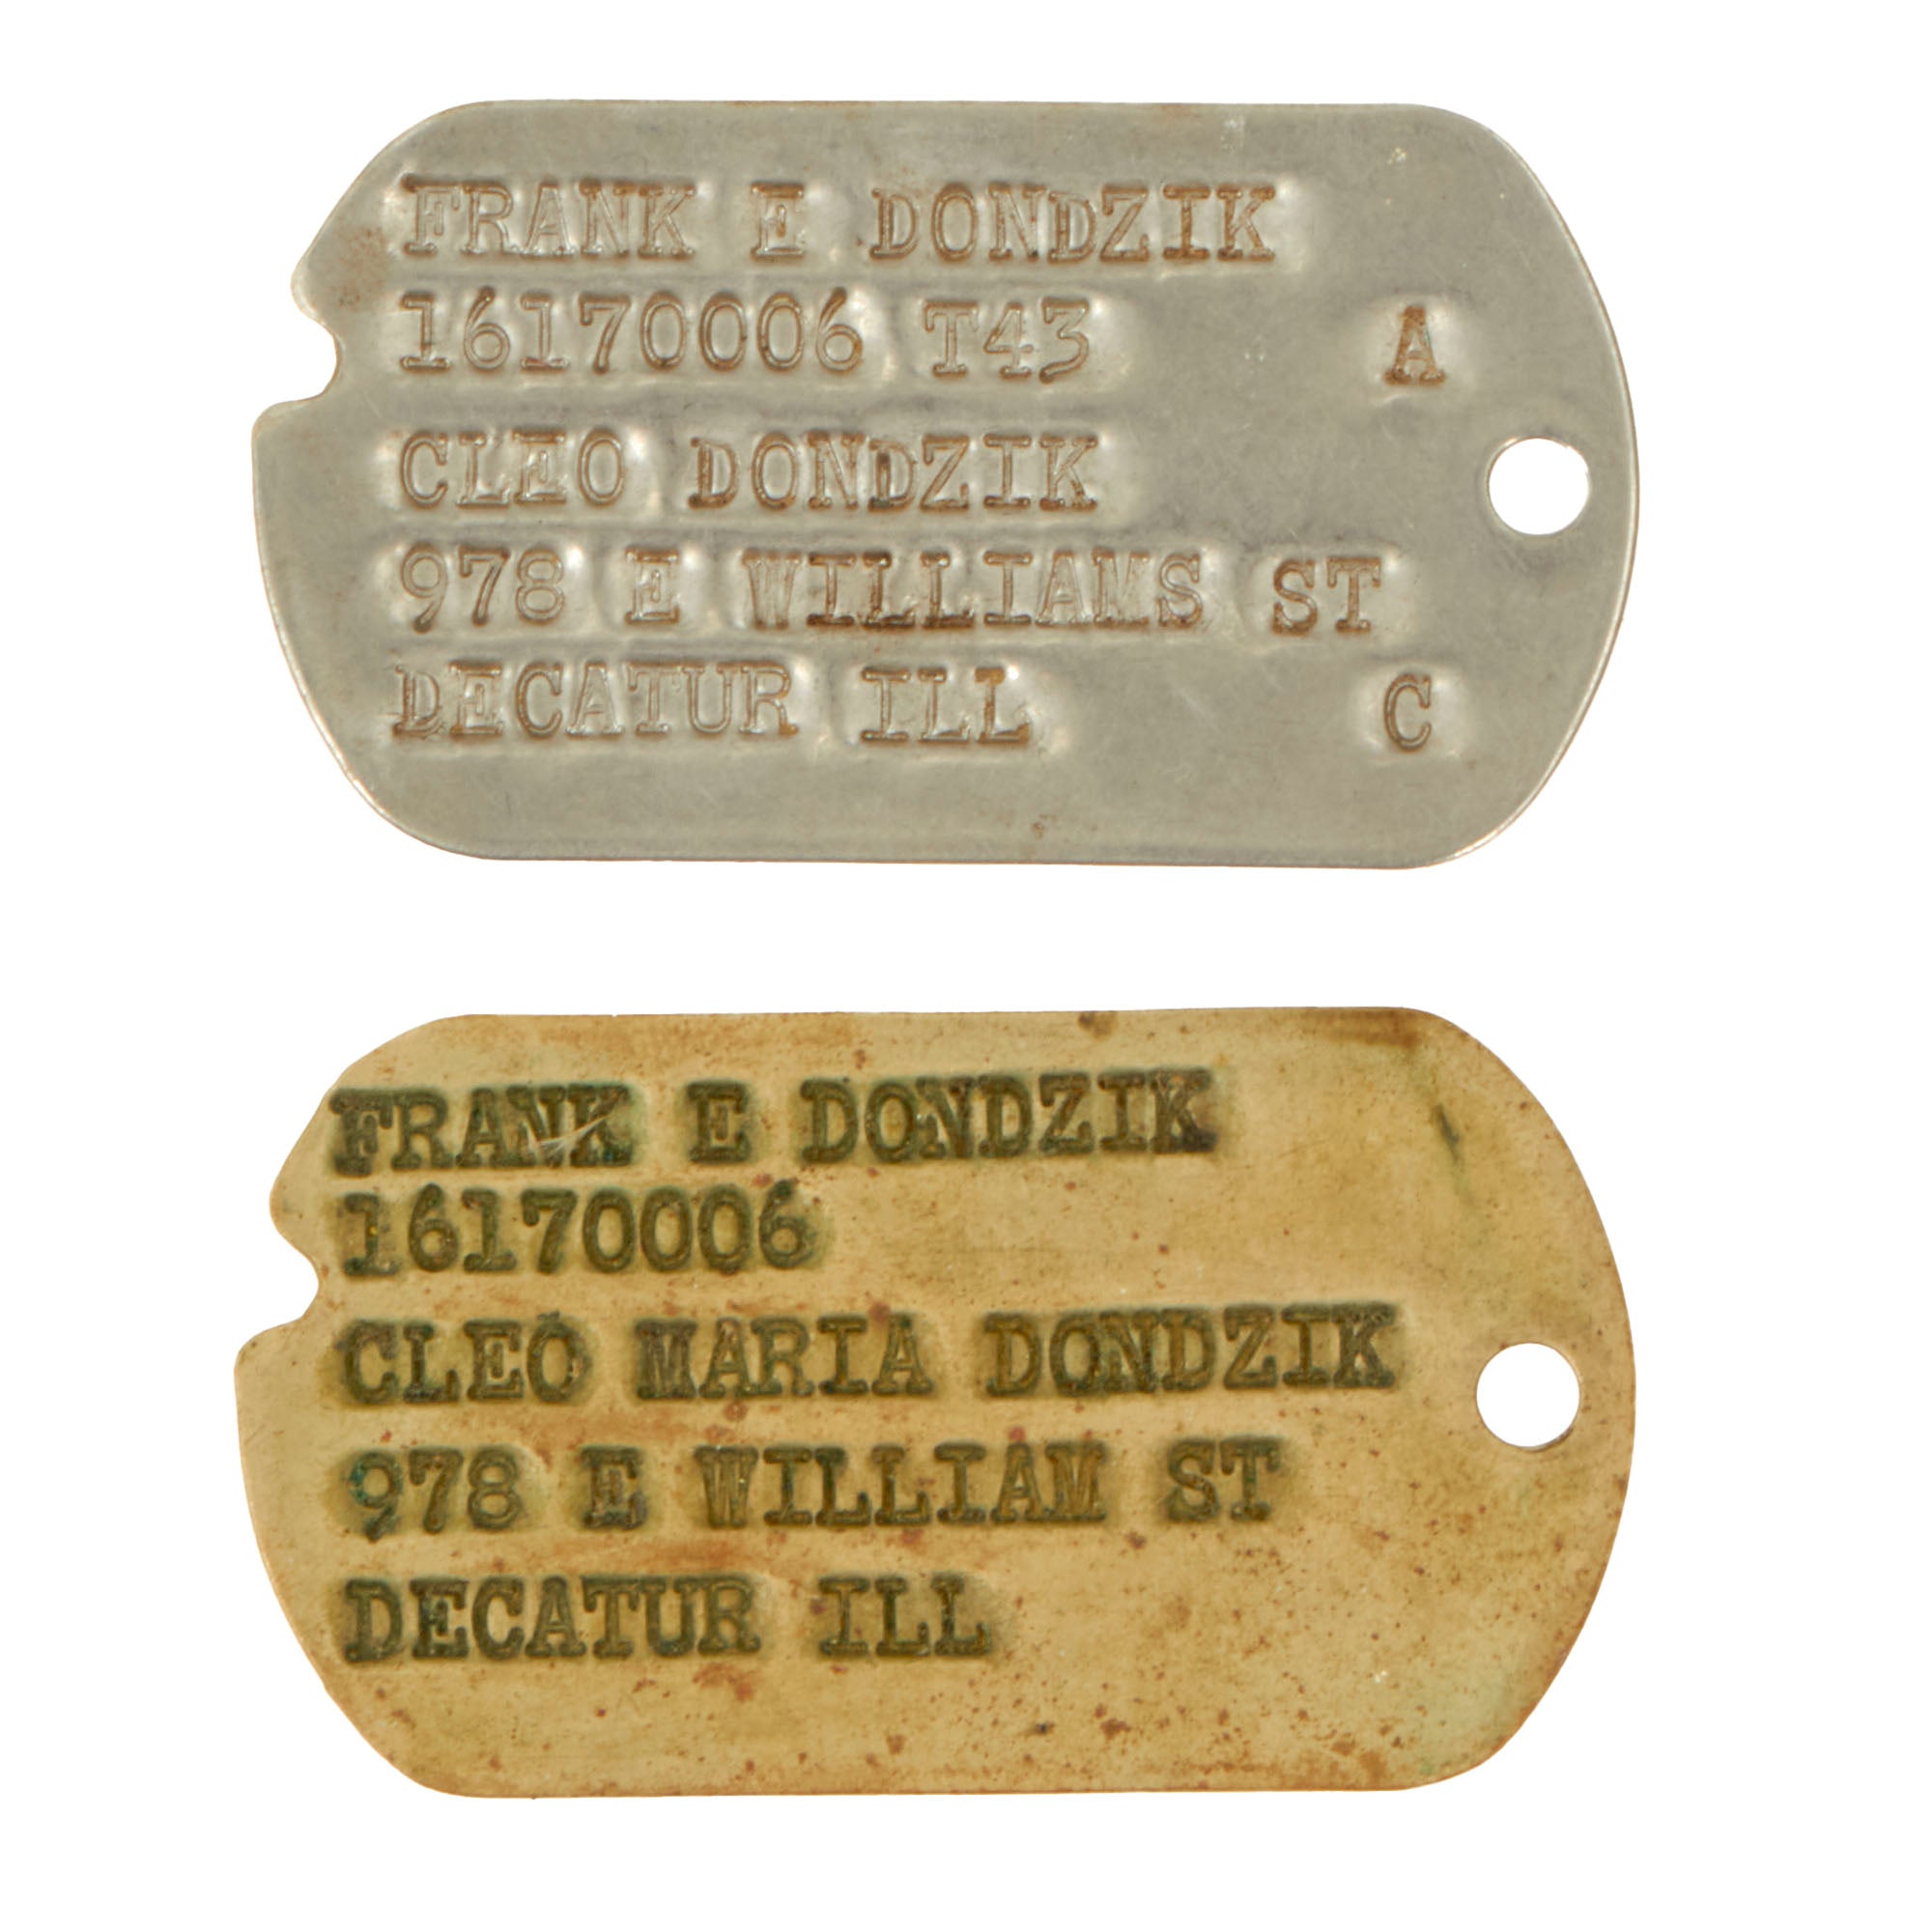 FRANK E DONDZIK
16170006 T43 A
CLEO DONDZIK
978 E WILLIAMS ST
DECATUR ILL C
FRANK E DONDZIK
16170006
CLEO MARIA DONDZIK
978 E WILLIAM ST
DECATUR ILL